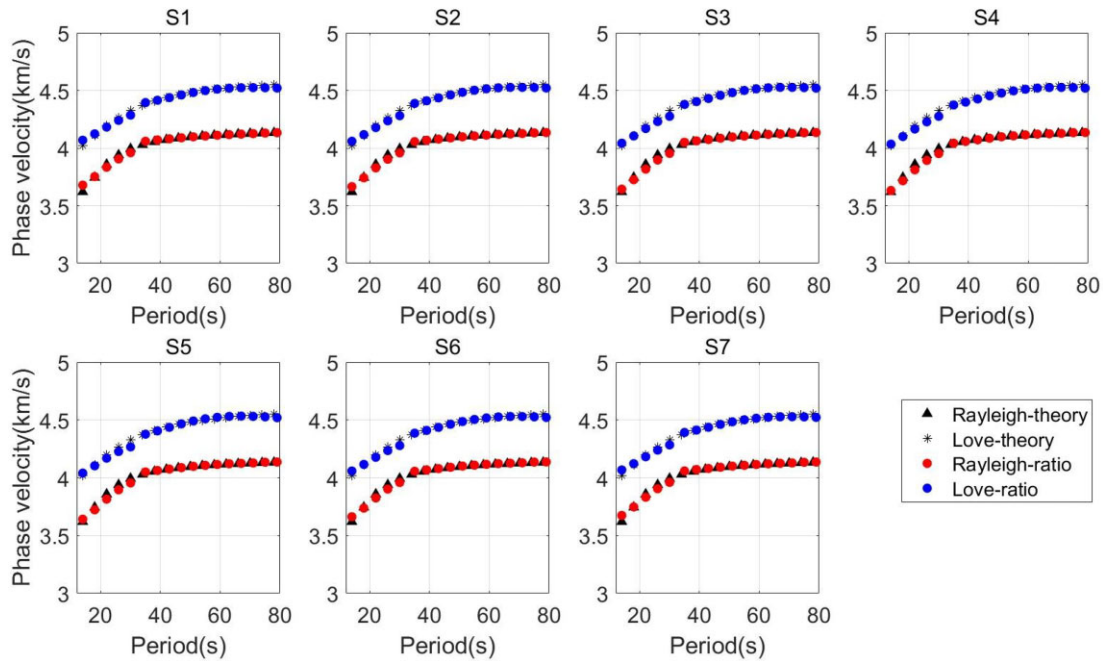 S1
S2
S3
S4
Phase velocity(km/s)
5
4.5
4
3.5
3
20 40 60 80
Period(s)
5
4.5
4
3.5
3
20 40 60 80
Period(s)
5
4.5
4
3.5
3
20 40 60 80
Period(s)
5
4.5
4
3.5
3
20 40 60 80
Period(s)
S5
S6
S7
Phase velocity(km/s)
5
4.5
4
3.5
3
20 40 60 80
Period(s)
5
4.5
4
3.5
3
20 40 60 80
Period(s)
5
4.5
4
3.5
3
20 40 60 80
Period(s)
Rayleigh-theory
Love-theory
Rayleigh-ratio
Love-ratio